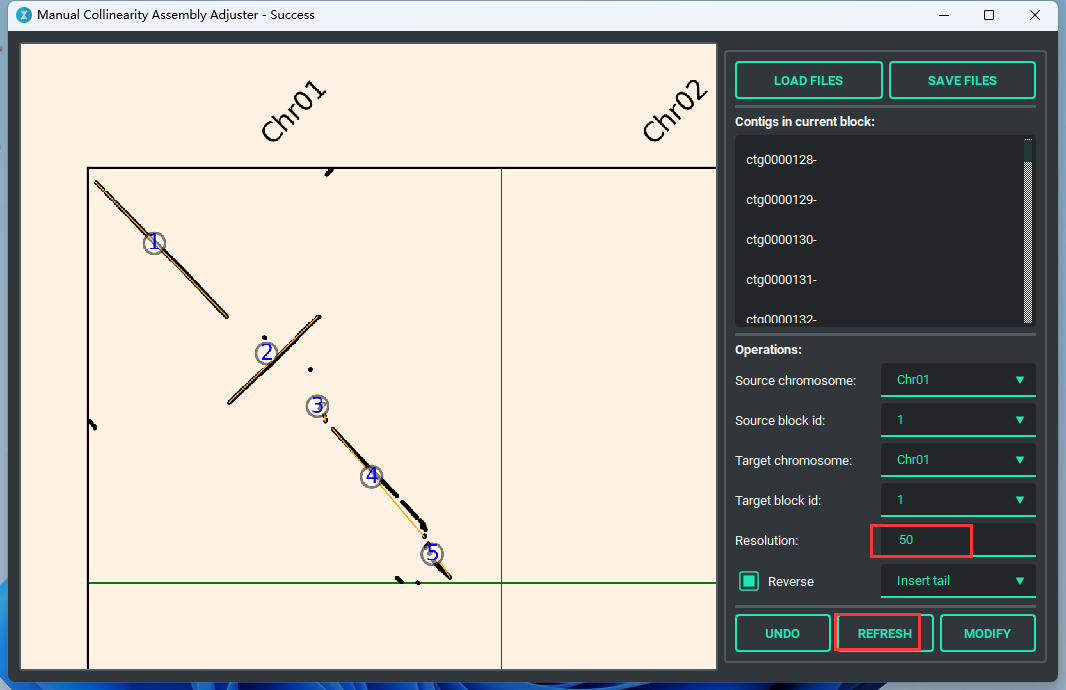 Manual Collinearity Assembly Adjuster - Success
Chr01
Chr02
1
2
3
4
5
LOAD FILES
SAVE FILES
Contigs in current block:
ctg0000128-
ctg0000129-
ctg0000130-
ctg0000131-
ctg0000132-
Operations:
Source chromosome: Chr01
Source block id: 1
Target chromosome: Chr01
Target block id: 1
Resolution: 50
Reverse Insert tail
UNDO REFRESH MODIFY